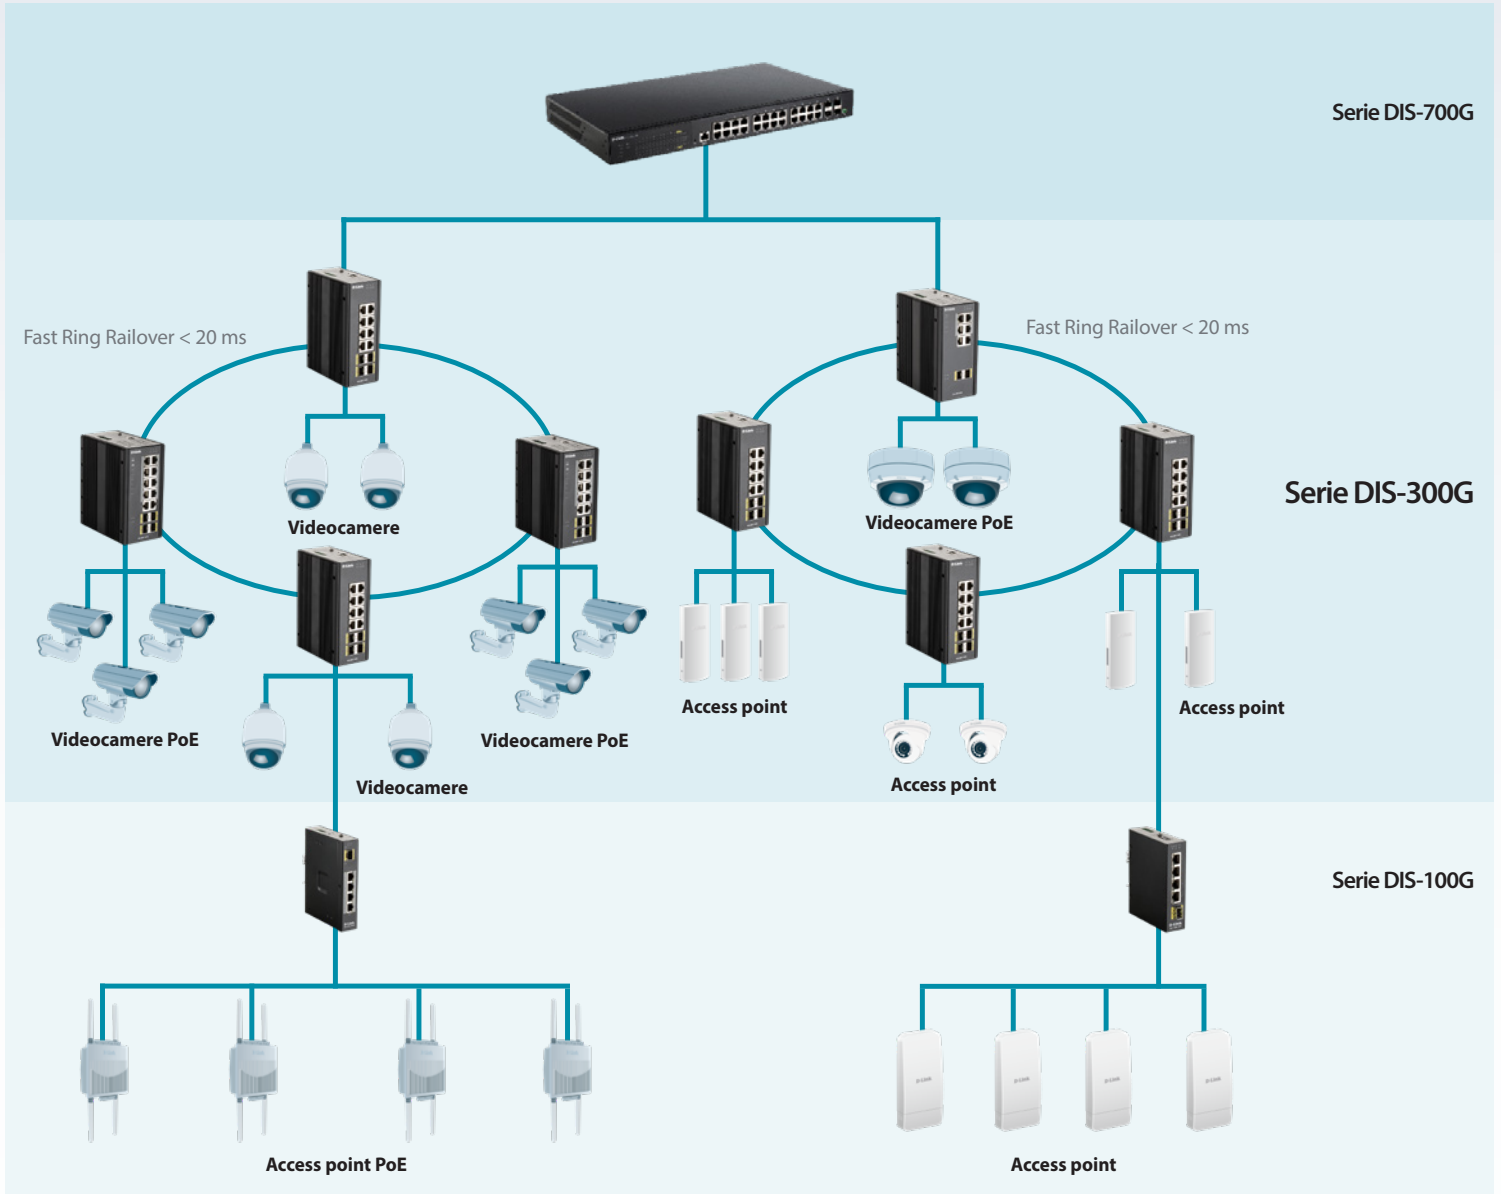 Serie DIS-700G
Fast Ring Railover < 20 ms
Fast Ring Railover < 20 ms
Serie DIS-300G
Videocamere
Videocamere PoE
Access point
Access point
Videocamere PoE
Videocamere PoE
Access point
Videocamere
Serie DIS-100G
Access point PoE
Access point